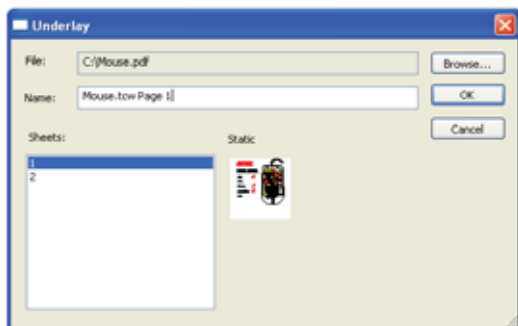 Underlay
File: C:\Mouse.pdf Browse...
Name: Mouse.tcw Page 1 OK
Cancel
Sheets: Static
1
2